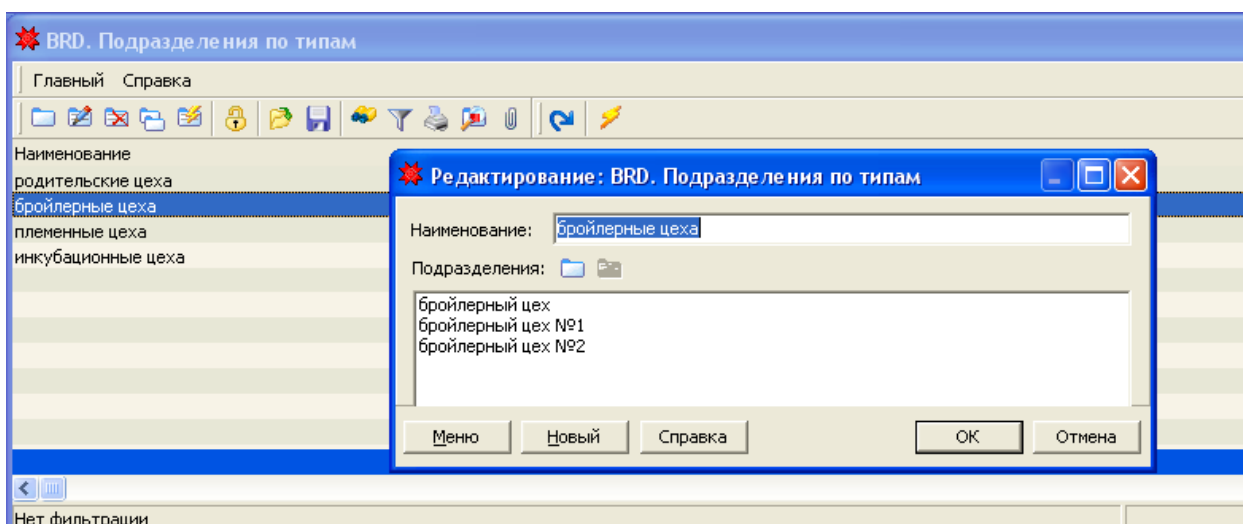 BRD. Подразделения по типам
Главный Справка
Наименование
родительские цеха
бройлерные цеха
племенные цеха
инкубационные цеха
Редактирование: BRD. Подразделения по типам
Наименование: бройлерные цеха
Подразделения:
бройлерный цех
бройлерный цех №1
бройлерный цех №2
Меню Новый Справка ОК Отмена
Нет фильтрации